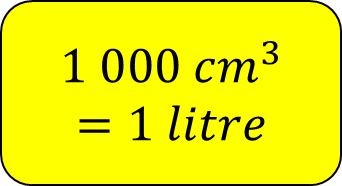 1 000 cm³
= 1 litre